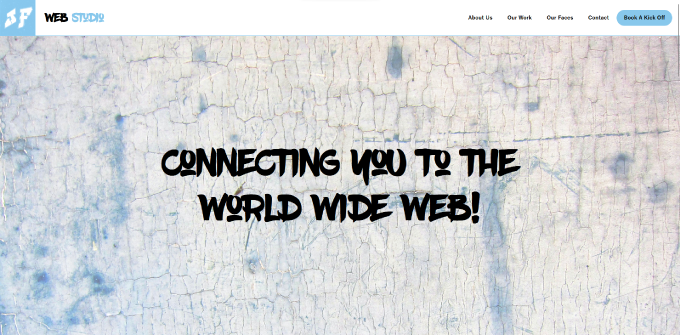 JF
WEB STUDIO
About Us
Our Work
Our Faces
Contact
Book A Kick Off
CONNECTING YOU TO THE
WORLD WIDE WEB!